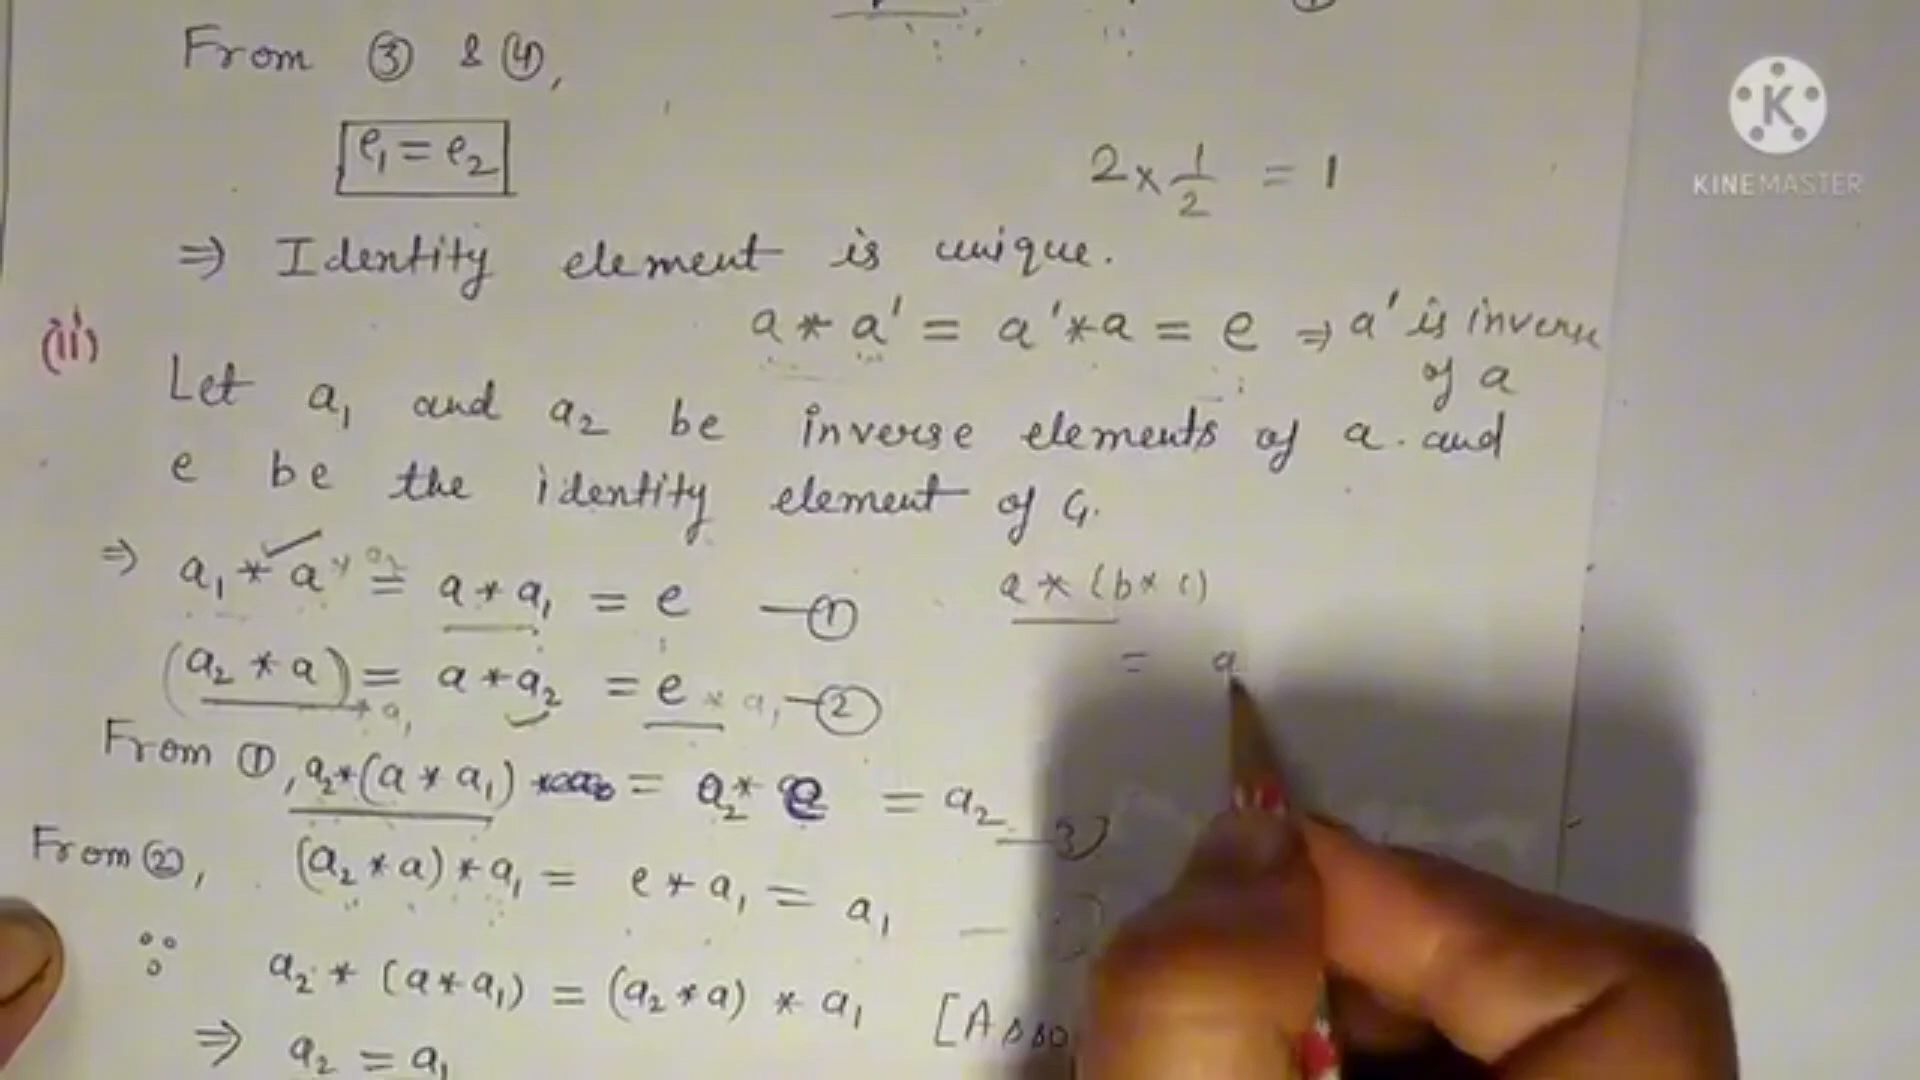 From ③ & ④,
e₁ = e₂
2 × 1/2 = 1
⇒ Identity element is unique.
a * a' = a' * a = e ⇒ a' is inverse of a
(ii)
Let a₁ and a₂ be inverse elements of a. and
e be the identity element of G.
⇒ a₁ * a * a₂ = a * a₁ = e —①
a * (b * c)
= a
(a₂ * a) * a₁ = a * a₂ = e * a₁ —②
From ①, a₂ * (a * a₁) = a₂ * e = a₂ —③
From ②, (a₂ * a) * a₁ = e * a₁ = a₁ —
∵ a₂ * (a * a₁) = (a₂ * a) * a₁ [Asso
⇒ a₂ = a₁
KINEMASTER